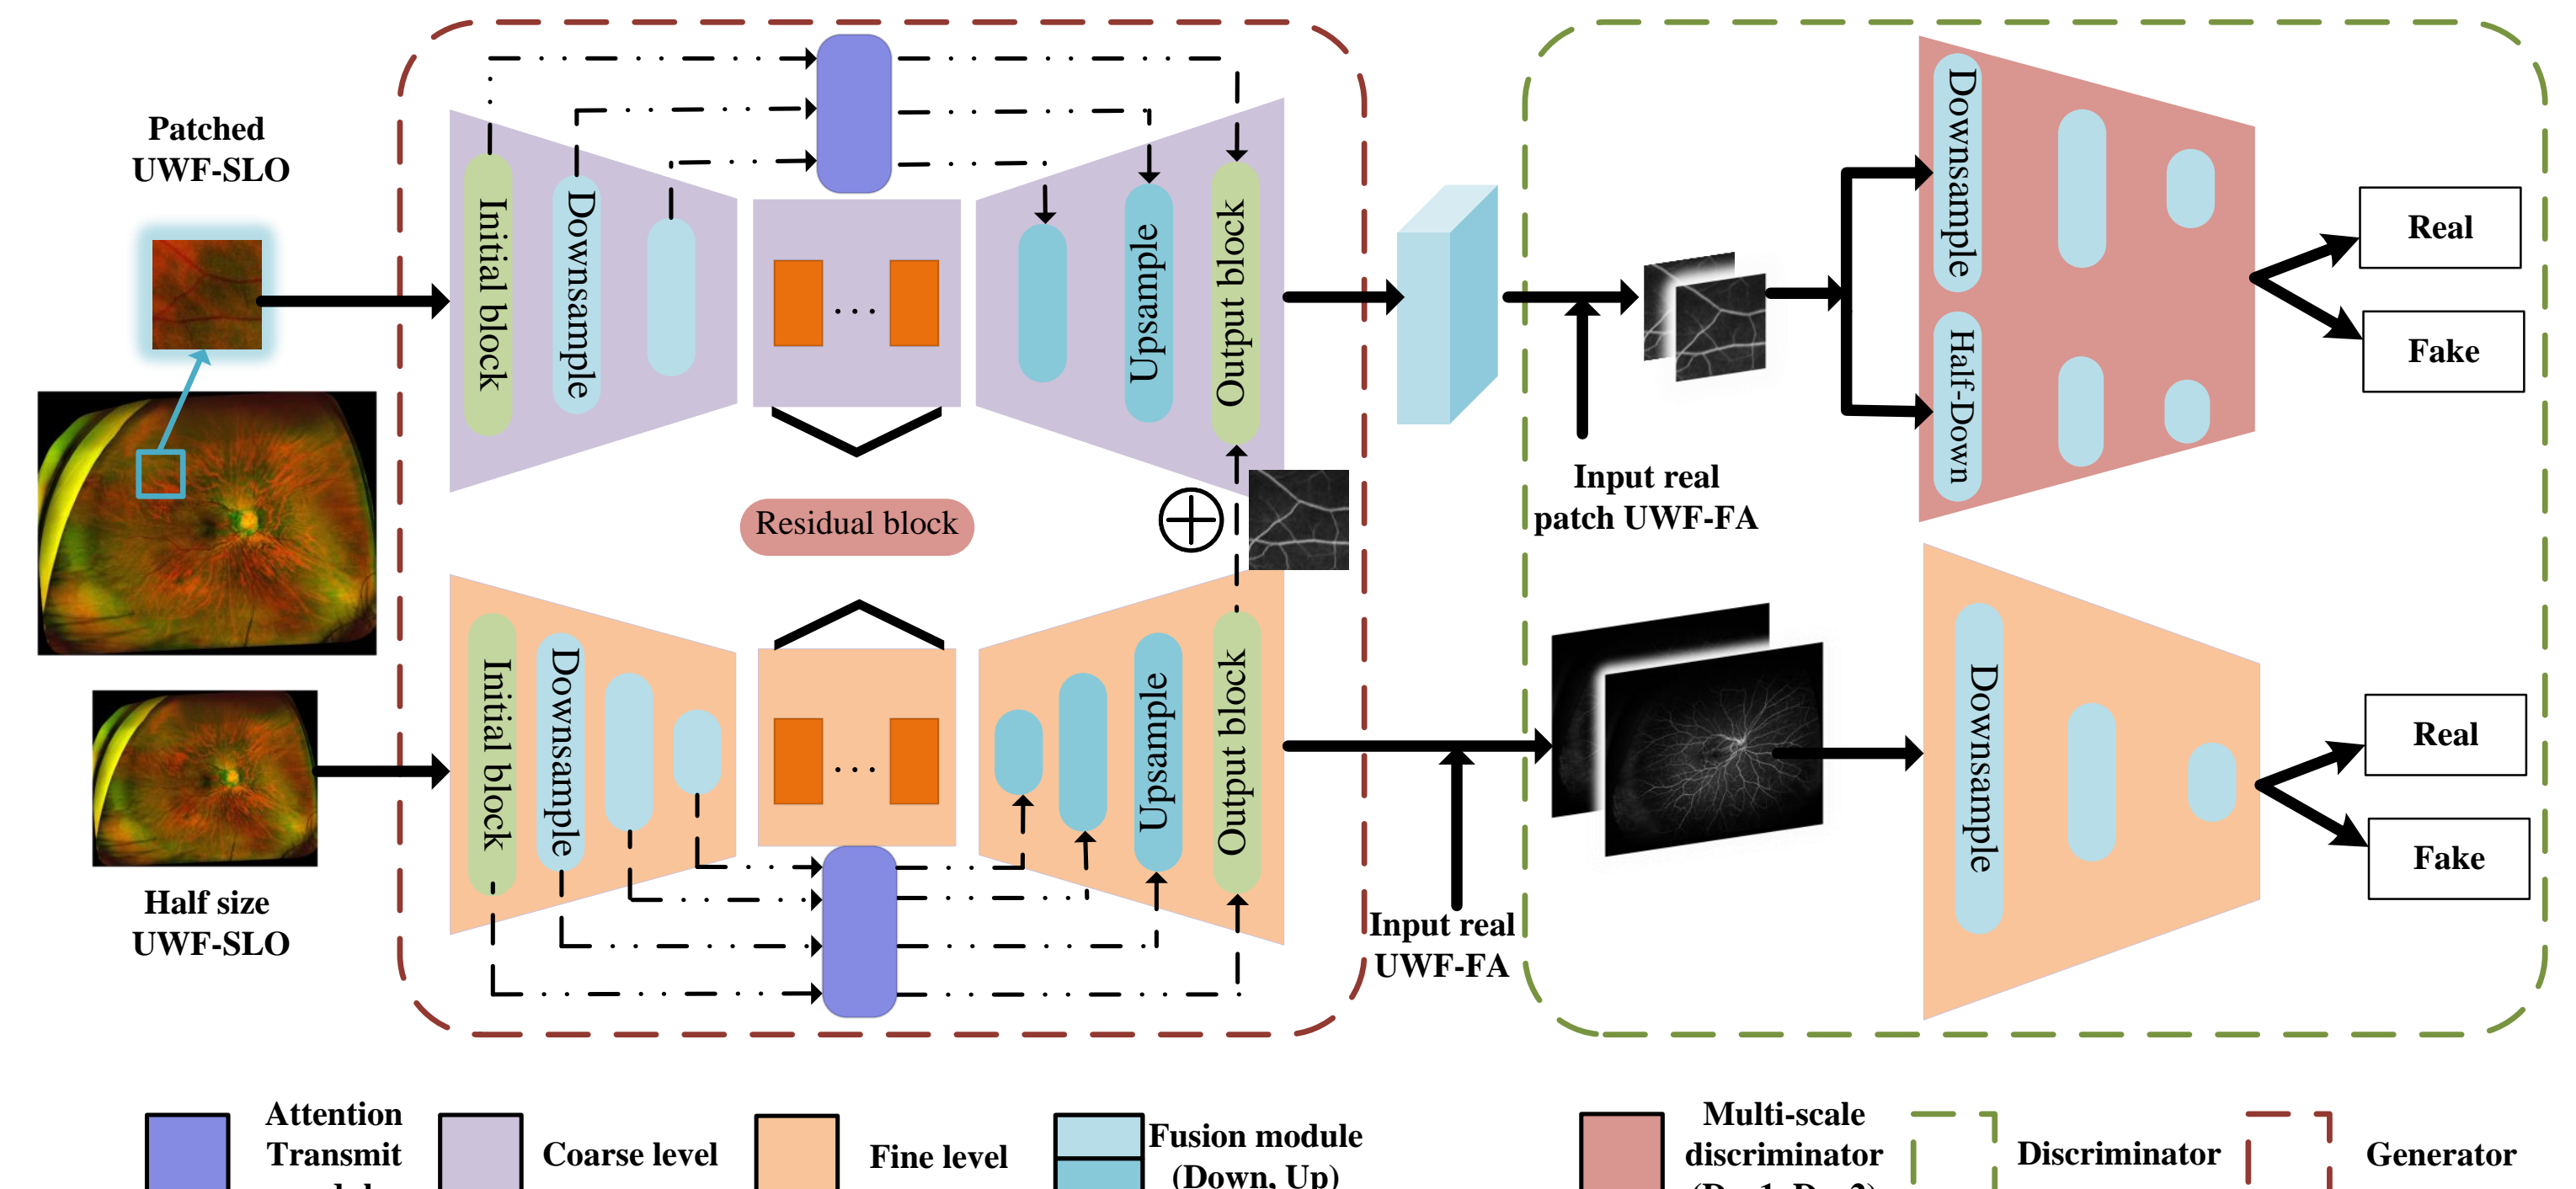 Patched
UWF-SLO
Initial block
Downsample
Upsample
Output block
Residual block
Half size
UWF-SLO
Initial block
Downsample
Upsample
Output block
Input real
patch UWF-FA
Input real
UWF-FA
Downsample
Half-Down
Real
Fake
Downsample
Real
Fake
Attention
Transmit
Coarse level
Fine level
Fusion module
(Down, Up)
Multi-scale
discriminator
Discriminator
Generator